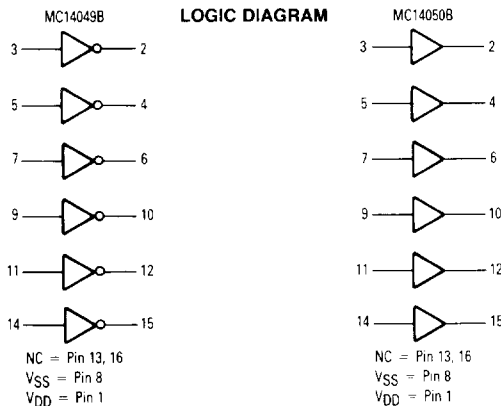 MC14049B LOGIC DIAGRAM MC14050B
3 2 3 2
5 4 5 4
7 6 7 6
9 10 9 10
11 12 11 12
14 15 14 15
NC = Pin 13, 16 NC = Pin 13, 16
VSS = Pin 8 VSS = Pin 8
VDD = Pin 1 VDD = Pin 1